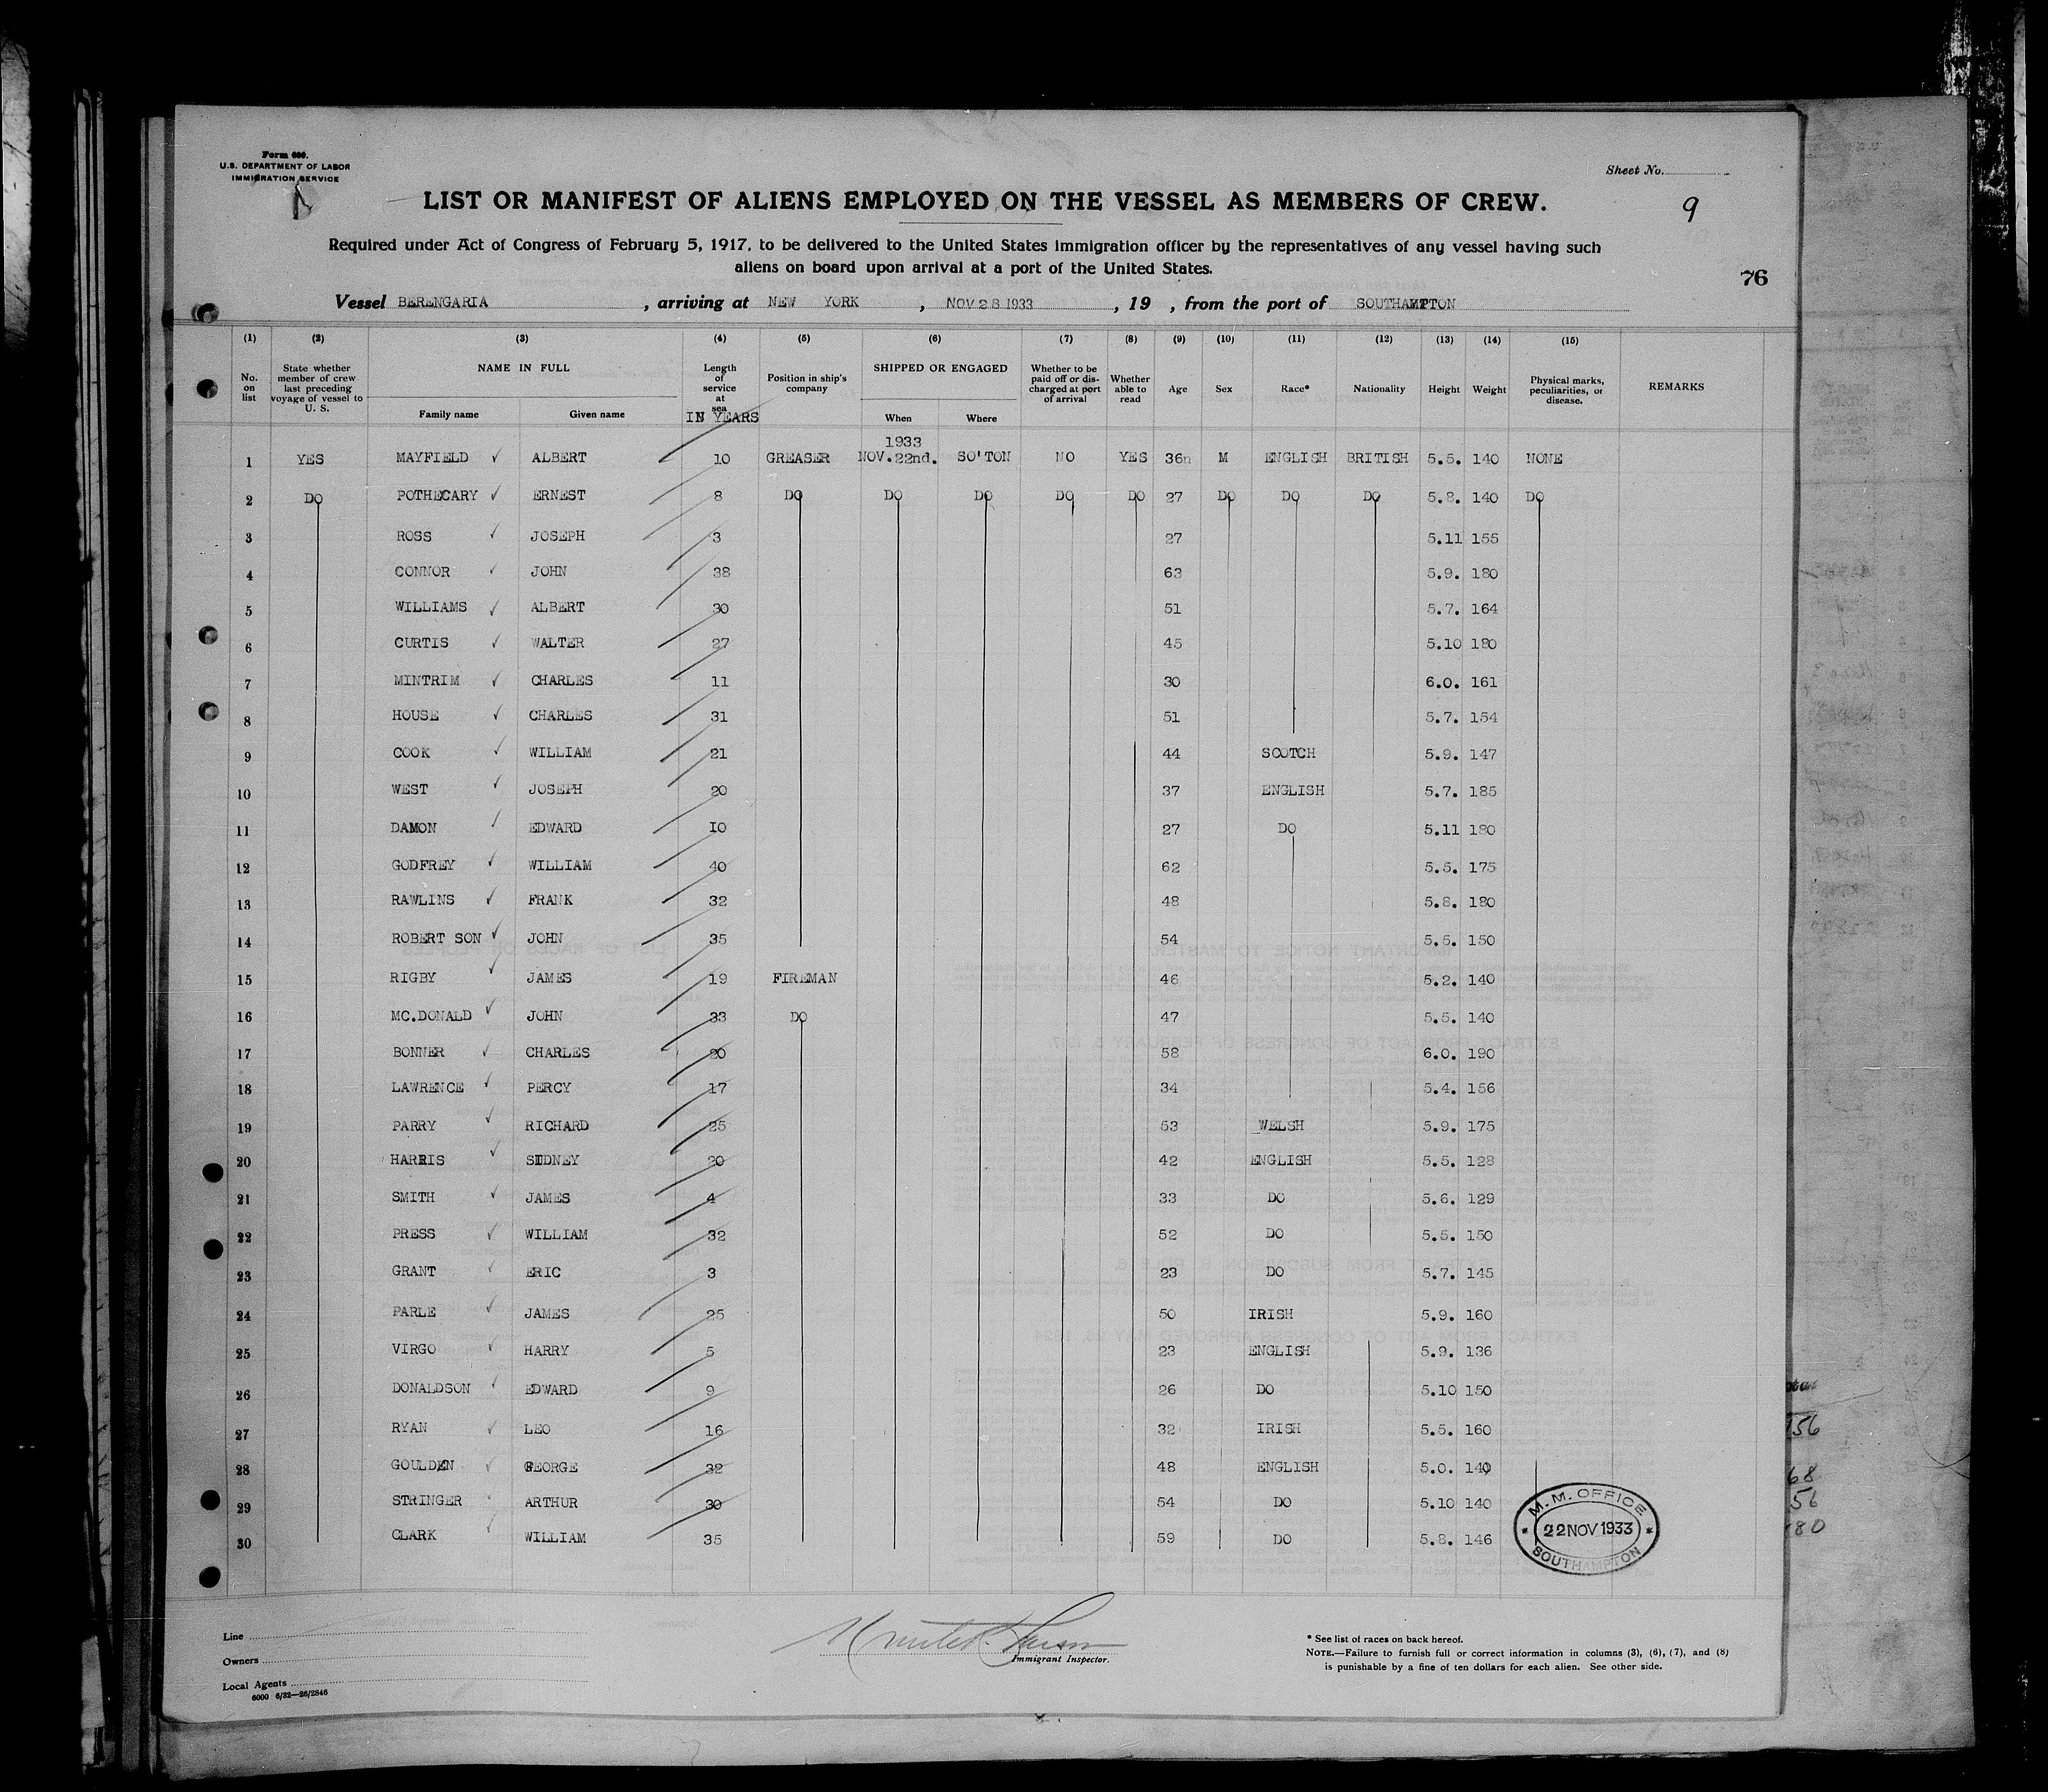 Form 680.
U.S. DEPARTMENT OF LABOR
IMMIGRATION SERVICE
Sheet No.
LIST OR MANIFEST OF ALIENS EMPLOYED ON THE VESSEL AS MEMBERS OF CREW.
9
Required under Act of Congress of February 5, 1917, to be delivered to the United States immigration officer by the representatives of any vessel having such
aliens on board upon arrival at a port of the United States.
76
Vessel BERENGARIA , arriving at NEW YORK , NOV 28 1933 , 19 , from the port of SOUTHAMPTON
(1) (2) (3) (4) (5) (6) (7) (8) (9) (10) (11) (12) (13) (14) (15)
No. on list State whether member of crew last preceding voyage of vessel to U. S. NAME IN FULL Family name Given name Length of service at sea IN YEARS Position in ship's company SHIPPED OR ENGAGED When Where Whether to be paid off or discharged at port of arrival Whether able to read Age Sex Race* Nationality Height Weight Physical marks, peculiarities, or disease. REMARKS
1933
1 YES MAYFIELD ✓ ALBERT 10 GREASER NOV.22nd. SO'TON NO YES 36n M ENGLISH BRITISH 5.5. 140 NONE
2 DO POTHECARY ✓ ERNEST 8 DO DO DO DO DO 27 DO DO DO 5.8. 140 DO
3 ROSS ✓ JOSEPH 3 27 5.11 155
4 CONNOR ✓ JOHN 38 63 5.9. 180
5 WILLIAMS ✓ ALBERT 30 51 5.7. 164
6 CURTIS ✓ WALTER 27 45 5.10 180
7 MINTRIM ✓ CHARLES 11 30 6.0. 161
8 HOUSE ✓ CHARLES 31 51 5.7. 154
9 COOK ✓ WILLIAM 21 44 SCOTCH 5.9. 147
10 WEST ✓ JOSEPH 20 37 ENGLISH 5.7. 185
11 DAMON ✓ EDWARD I0 27 DO 5.11 180
12 GODFREY ✓ WILLIAM 40 62 5.5. 175
13 RAWLINS ✓ FRANK 32 48 5.8. 180
14 ROBERT SON ✓ JOHN 35 54 5.5. 150
15 RIGBY ✓ JAMES 19 FIREMAN 46 5.2. 140
16 MC.DONALD ✓ JOHN 33 DO 47 5.5. 140
17 BONNER ✓ CHARLES 20 58 6.0. 190
18 LAWRENCE ✓ PERCY 17 34 5.4. 156
19 PARRY ✓ RICHARD 25 53 WELSH 5.9. 175
20 HARRIS ✓ SIDNEY 20 42 ENGLISH 5.5. 128
21 SMITH ✓ JAMES 4 33 DO 5.6. 129
22 PRESS ✓ WILLIAM 32 52 DO 5.5. 150
23 GRANT ✓ ERIC 3 23 DO 5.7. 145
24 PARLE ✓ JAMES 25 50 IRISH 5.9. 160
25 VIRGO ✓ HARRY 5 23 ENGLISH 5.9. 136
26 DONALDSON ✓ EDWARD 9 26 DO 5.10 150
27 RYAN ✓ LEO 16 32 IRISH 5.5. 160
28 GOULDEN ✓ GEORGE 32 48 ENGLISH 5.0. 140
29 STRINGER ✓ ARTHUR 30 54 DO 5.10 140
30 CLARK ✓ WILLIAM 35 59 DO 5.8. 146
M.M. OFFICE
22 NOV 1933
SOUTHAMPTON
Line
Owners
Local Agents
6000 6/32—26/2846
Immigrant Inspector.
* See list of races on back hereof.
NOTE.—Failure to furnish full or correct information in columns (3), (6), (7), and (8)
is punishable by a fine of ten dollars for each alien. See other side.
156
68
56
80